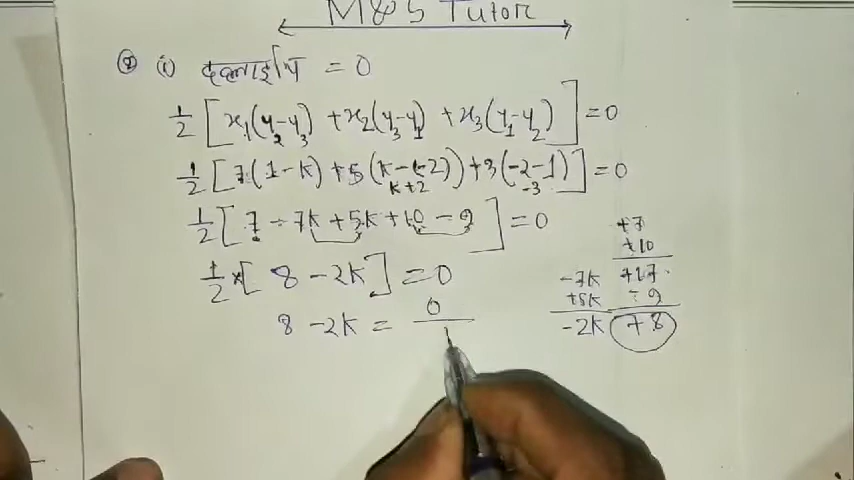 M&S Tutor
② (i) = 0
1/2 [x₁(y₂-y₃) + x₂(y₃-y₁) + x₃(y₁-y₂)] = 0
1/2 [7(1-K) + 5(K-(-2)) + 3(-2-1)] = 0
K+2 -3
1/2 [7 - 7K + 5K + 10 - 9] = 0
1/2 × [8 - 2K] = 0
8 - 2K = 0/1
+7
+10
-7K +17
+5K - 9
-2K +8